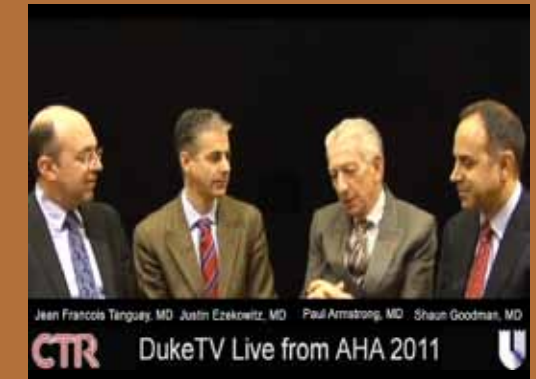 Jean Francois Tanguay, MD Justin Ezekowitz, MD Paul Armstrong, MD Shaun Goodman, MD
CTR DukeTV Live from AHA 2011